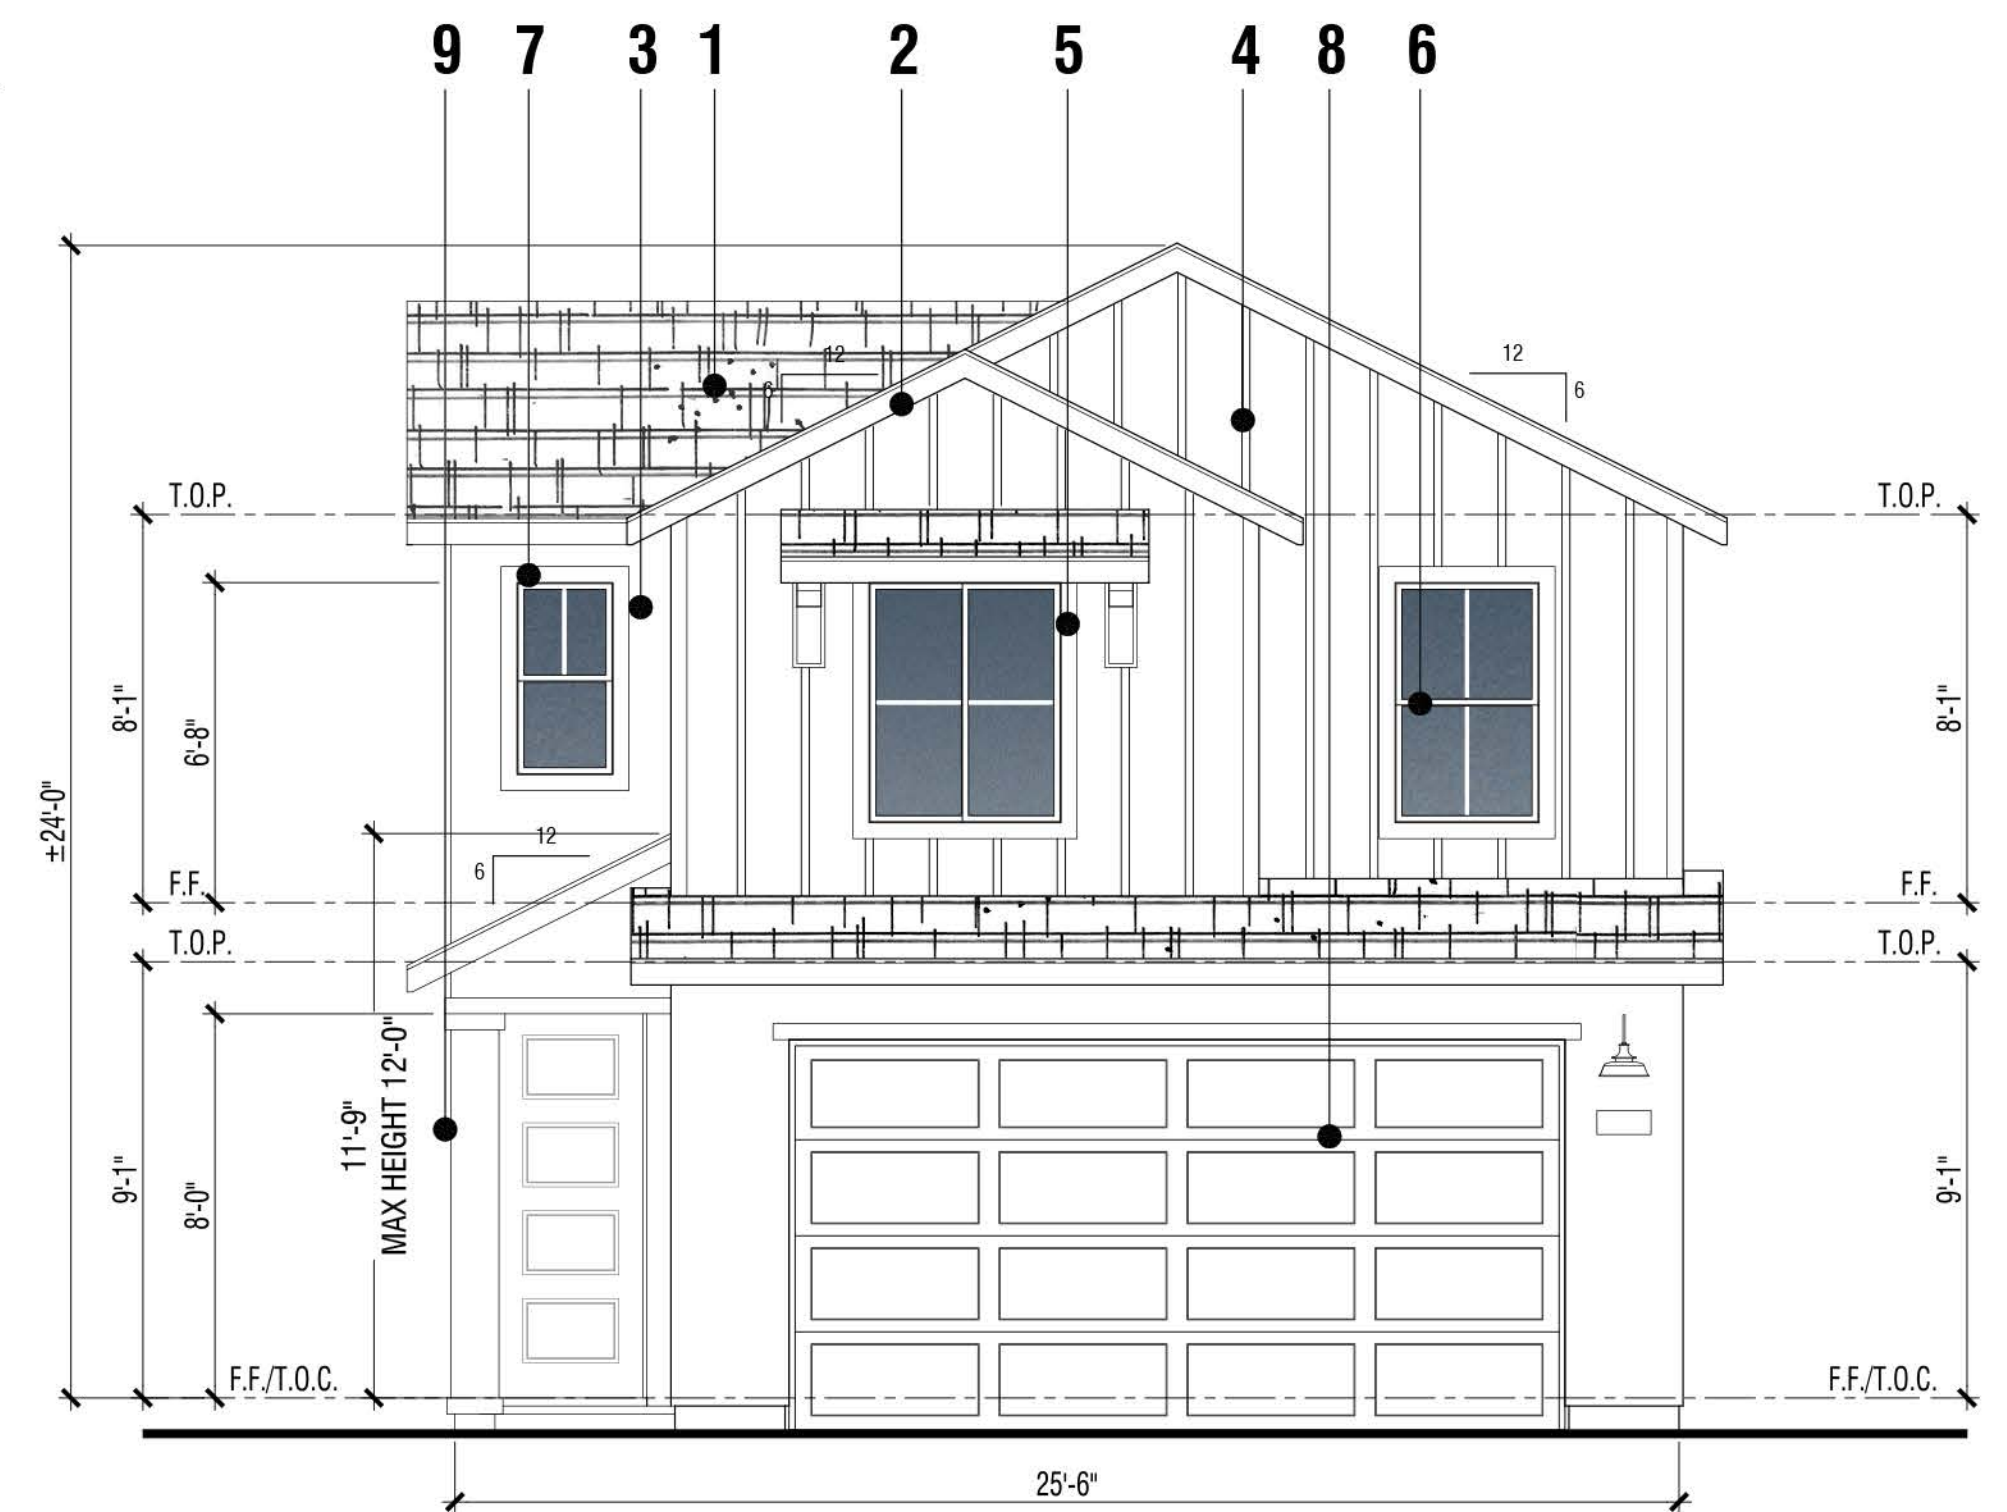 9 7 3 1 2 5 4 8 6
12
6
12
6
T.O.P.
T.O.P.
8'-1"
6'-8"
8'-1"
±24'-0"
12
6
F.F.
F.F.
T.O.P.
T.O.P.
11'-9"
MAX HEIGHT 12'-0"
9'-1"
8'-0"
9'-1"
F.F./T.O.C.
F.F./T.O.C.
25'-6"